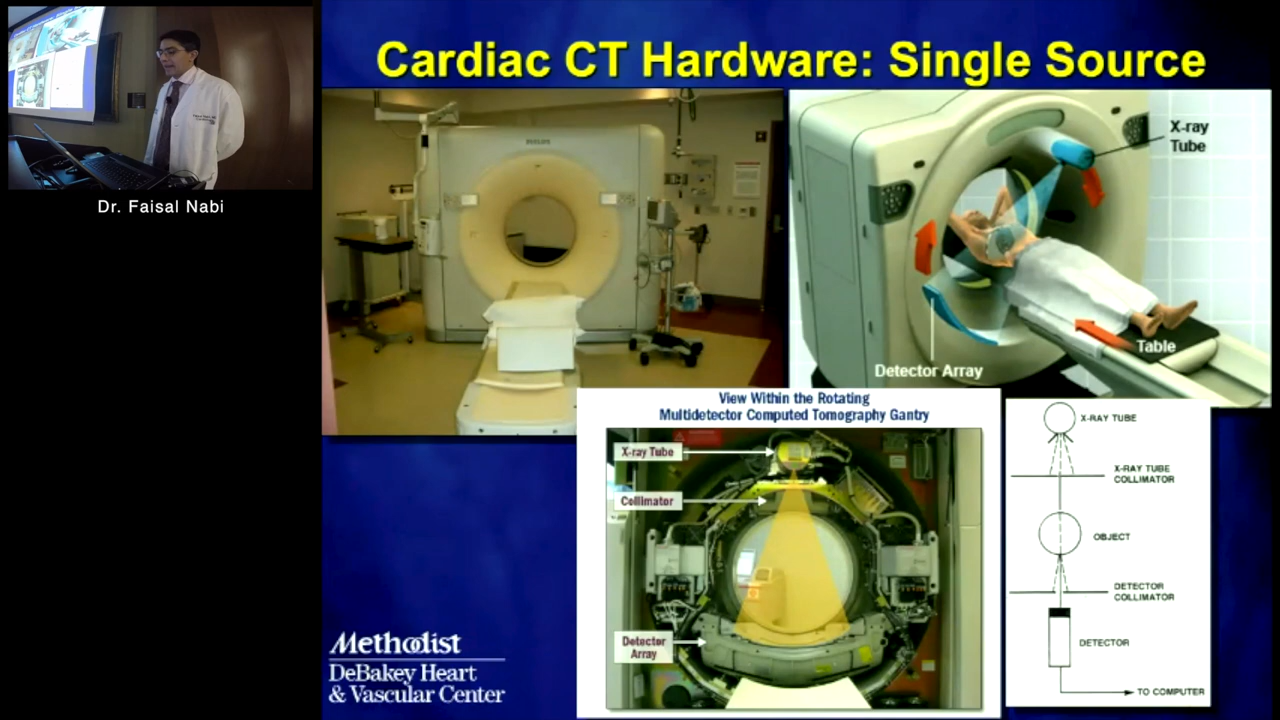 Dr. Faisal Nabi
Cardiac CT Hardware: Single Source
PHILIPS
X-ray
Tube
Table
Detector Array
View Within the Rotating
Multidetector Computed Tomography Gantry
X-ray Tube
Collimator
Detector
Array
X-RAY TUBE
X-RAY TUBE
COLLIMATOR
OBJECT
DETECTOR
COLLIMATOR
DETECTOR
TO COMPUTER
Methodist
DeBakey Heart
& Vascular Center